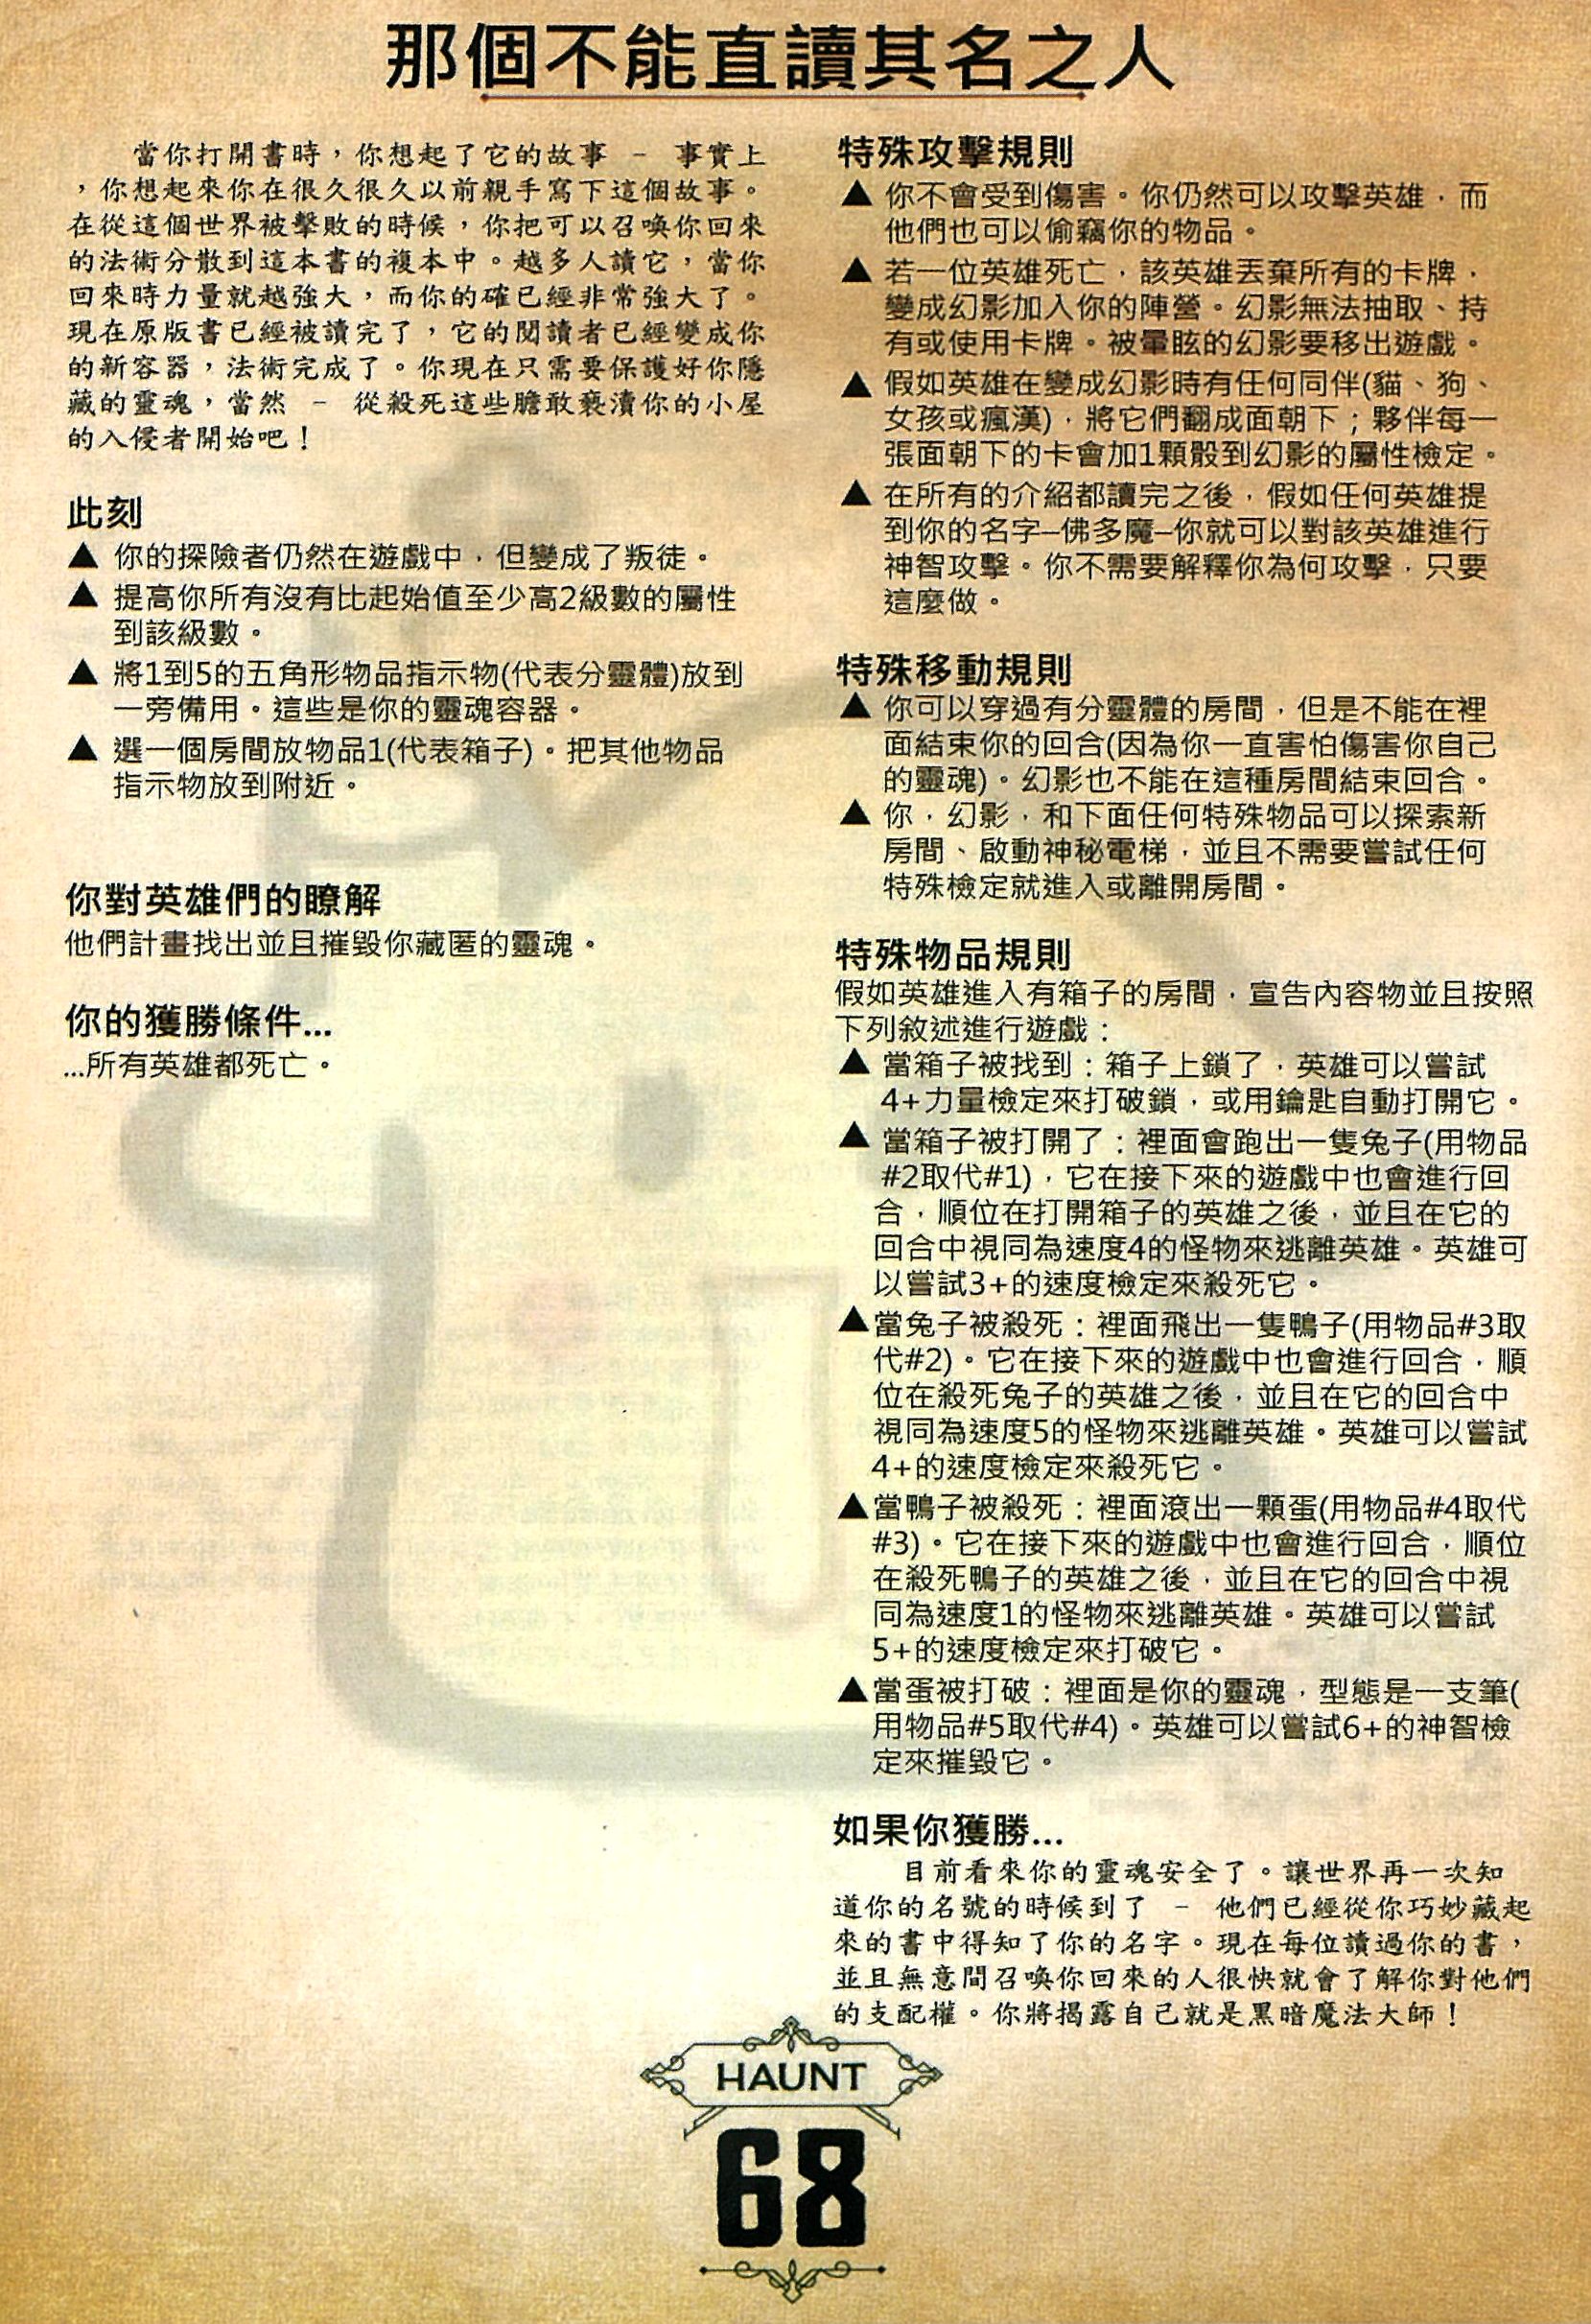 那個不能直讀其名之人
當你打開書時，你想起了它的故事 – 事實上
，你想起來你在很久很久以前親手寫下這個故事。
在從這個世界被擊敗的時候，你把可以召喚你回來
的法術分散到這本書的複本中。越多人讀它，當你
回來時力量就越強大，而你的確已經非常強大了。
現在原版書已經被讀完了，它的閱讀者已經變成你
的新容器，法術完成了。你現在只需要保護好你隱
藏的靈魂，當然 – 從殺死這些膽敢褻瀆你的小屋
的入侵者開始吧！
此刻
▲ 你的探險者仍然在遊戲中，但變成了叛徒。
▲ 提高你所有沒有比起始值至少高2級數的屬性
到該級數。
▲ 將1到5的五角形物品指示物(代表分靈體)放到
一旁備用。這些是你的靈魂容器。
▲ 選一個房間放物品1(代表箱子)。把其他物品
指示物放到附近。
你對英雄們的瞭解
他們計畫找出並且摧毀你藏匿的靈魂。
你的獲勝條件...
...所有英雄都死亡。
特殊攻擊規則
▲ 你不會受到傷害。你仍然可以攻擊英雄，而
他們也可以偷竊你的物品。
▲ 若一位英雄死亡，該英雄丟棄所有的卡牌，
變成幻影加入你的陣營。幻影無法抽取、持
有或使用卡牌。被暈眩的幻影要移出遊戲。
▲ 假如英雄在變成幻影時有任何同伴(貓、狗、
女孩或瘋漢)，將它們翻成面朝下；夥伴每一
張面朝下的卡會加1顆骰到幻影的屬性檢定。
▲ 在所有的介紹都讀完之後，假如任何英雄提
到你的名字–佛多魔–你就可以對該英雄進行
神智攻擊。你不需要解釋你為何攻擊，只要
這麼做。
特殊移動規則
▲ 你可以穿過有分靈體的房間，但是不能在裡
面結束你的回合(因為你一直害怕傷害你自己
的靈魂)。幻影也不能在這種房間結束回合。
▲ 你，幻影，和下面任何特殊物品可以探索新
房間、啟動神秘電梯，並且不需要嘗試任何
特殊檢定就進入或離開房間。
特殊物品規則
假如英雄進入有箱子的房間，宣告內容物並且按照
下列敘述進行遊戲：
▲ 當箱子被找到：箱子上鎖了，英雄可以嘗試
4+力量檢定來打破鎖，或用鑰匙自動打開它。
▲ 當箱子被打開了：裡面會跑出一隻兔子(用物品
#2取代#1)，它在接下來的遊戲中也會進行回
合，順位在打開箱子的英雄之後，並且在它的
回合中視同為速度4的怪物來逃離英雄。英雄可
以嘗試3+的速度檢定來殺死它。
▲當兔子被殺死：裡面飛出一隻鴨子(用物品#3取
代#2)。它在接下來的遊戲中也會進行回合，順
位在殺死兔子的英雄之後，並且在它的回合中
視同為速度5的怪物來逃離英雄。英雄可以嘗試
4+的速度檢定來殺死它。
▲當鴨子被殺死：裡面滾出一顆蛋(用物品#4取代
#3)。它在接下來的遊戲中也會進行回合，順位
在殺死鴨子的英雄之後，並且在它的回合中視
同為速度1的怪物來逃離英雄。英雄可以嘗試
5+的速度檢定來打破它。
▲當蛋被打破：裡面是你的靈魂，型態是一支筆(
用物品#5取代#4)。英雄可以嘗試6+的神智檢
定來摧毀它。
如果你獲勝...
目前看來你的靈魂安全了。讓世界再一次知
道你的名號的時候到了 – 他們已經從你巧妙藏起
來的書中得知了你的名字。現在每位讀過你的書，
並且無意間召喚你回來的人很快就會了解你對他們
的支配權。你將揭露自己就是黑暗魔法大師！
HAUNT
68